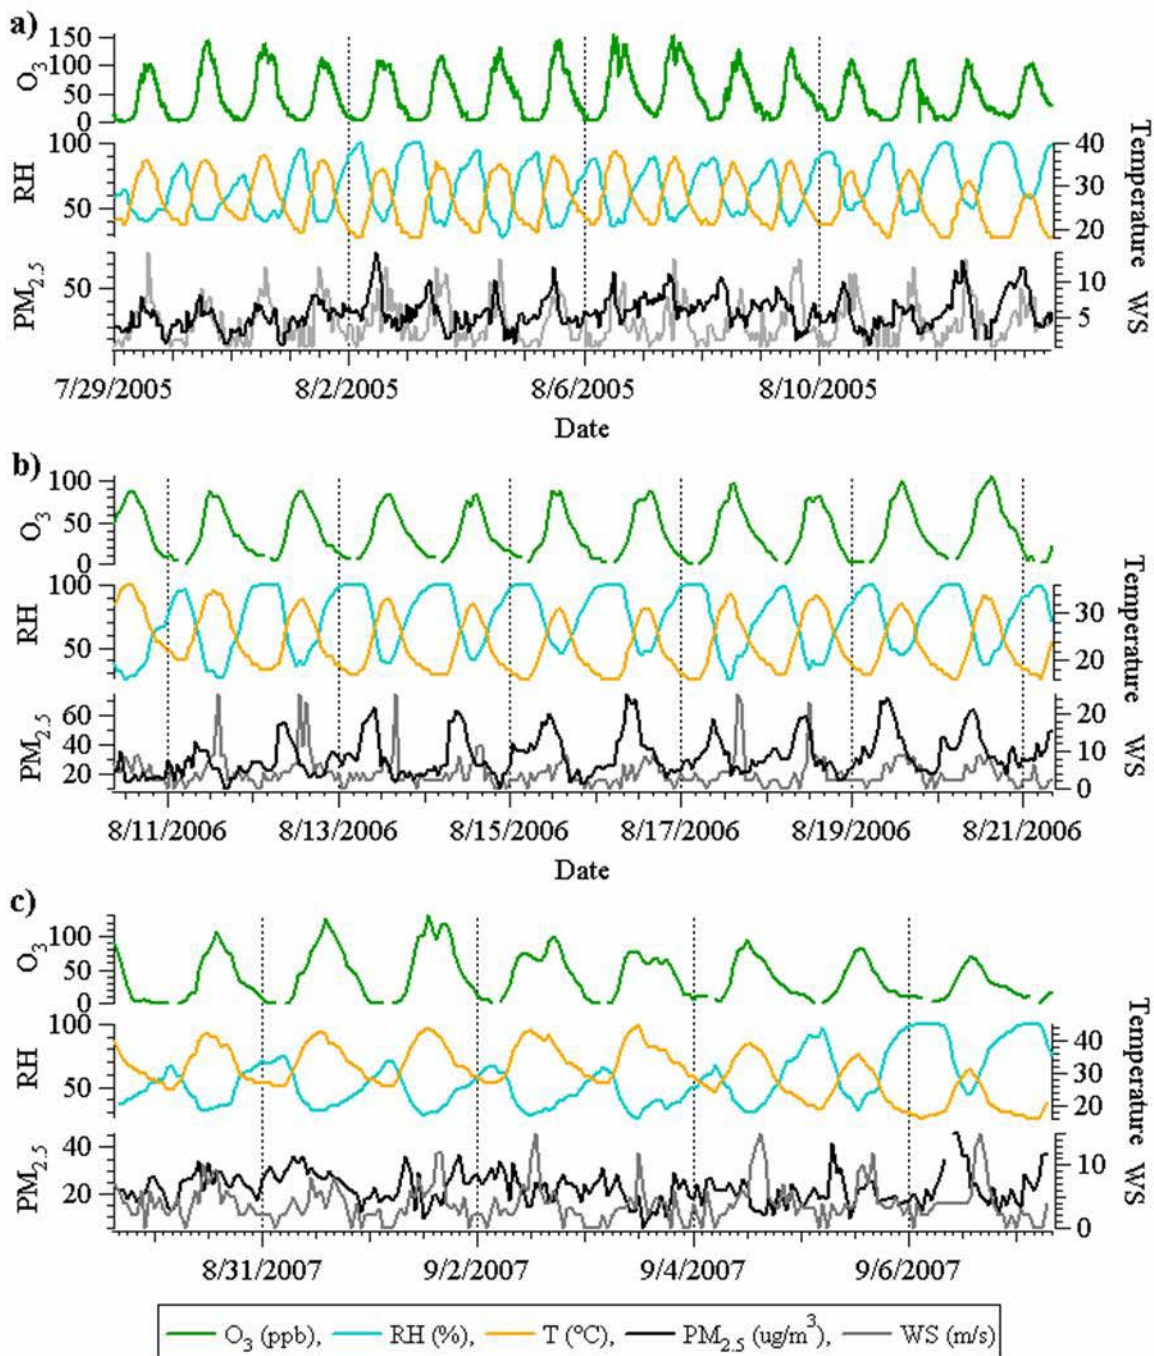 a)
150
100
50
0
O3
100
50
RH
40
30
20
Temperature
50
PM2.5
10
5
WS
7/29/2005 8/2/2005 8/6/2005 8/10/2005
Date
b)
100
50
0
O3
100
50
RH
30
20
Temperature
60
40
20
PM2.5
20
10
0
WS
8/11/2006 8/13/2006 8/15/2006 8/17/2006 8/19/2006 8/21/2006
Date
c)
100
50
0
O3
100
50
RH
40
30
20
Temperature
40
20
PM2.5
10
0
WS
8/31/2007 9/2/2007 9/4/2007 9/6/2007
O3 (ppb), RH (%), T (ºC), PM2.5 (ug/m3), WS (m/s)